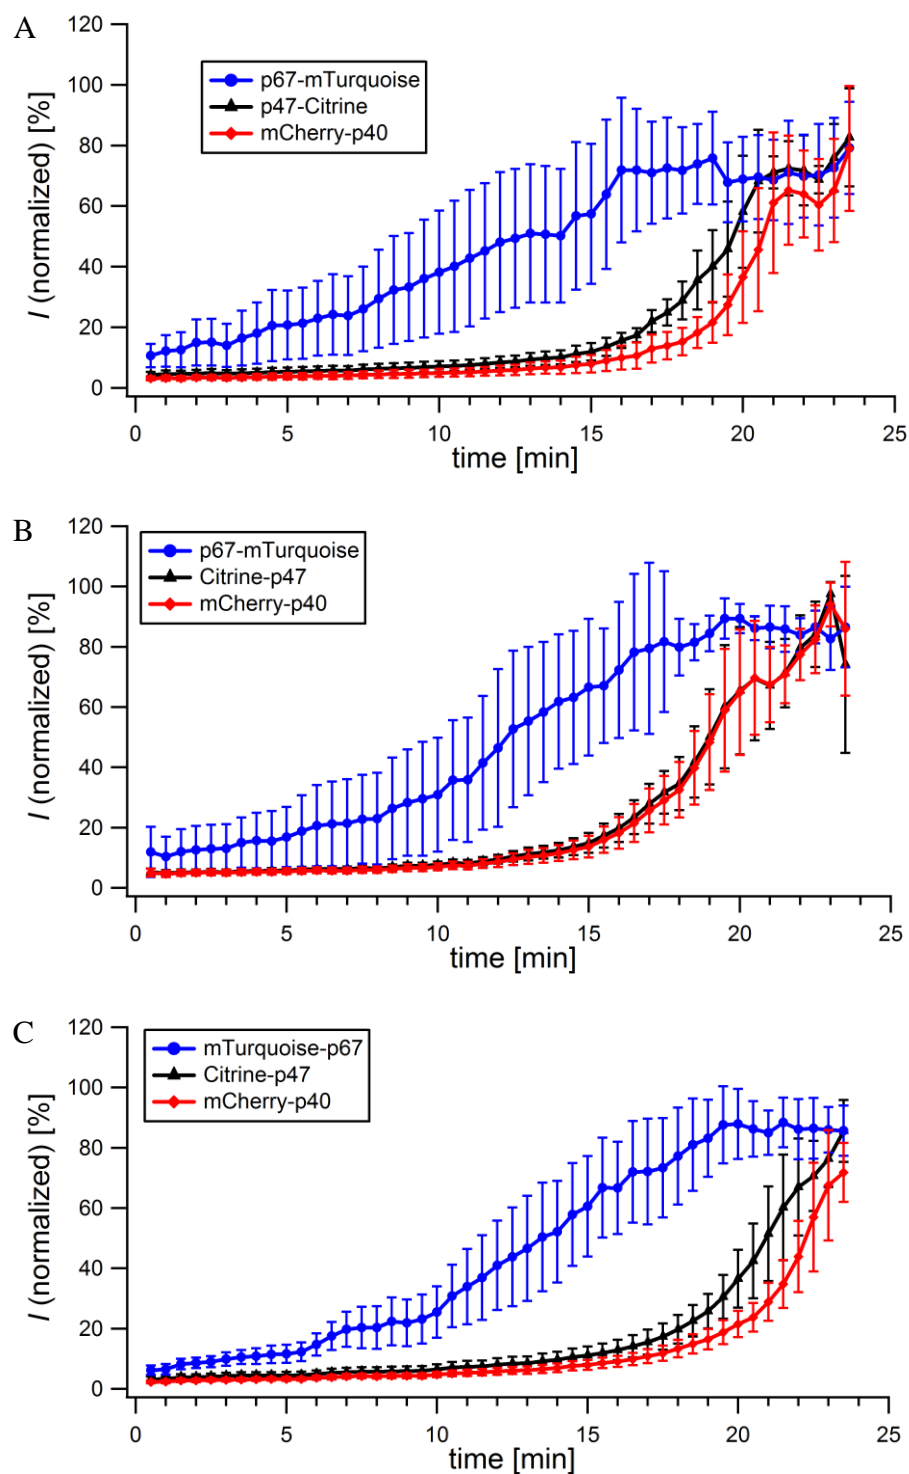 A
I (normalized) [%]
120
100
80
60
40
20
0
p67-mTurquoise
p47-Citrine
mCherry-p40
0 5 10 15 20 25
time [min]
B
I (normalized) [%]
120
100
80
60
40
20
0
p67-mTurquoise
Citrine-p47
mCherry-p40
0 5 10 15 20 25
time [min]
C
I (normalized) [%]
120
100
80
60
40
20
0
mTurquoise-p67
Citrine-p47
mCherry-p40
0 5 10 15 20 25
time [min]